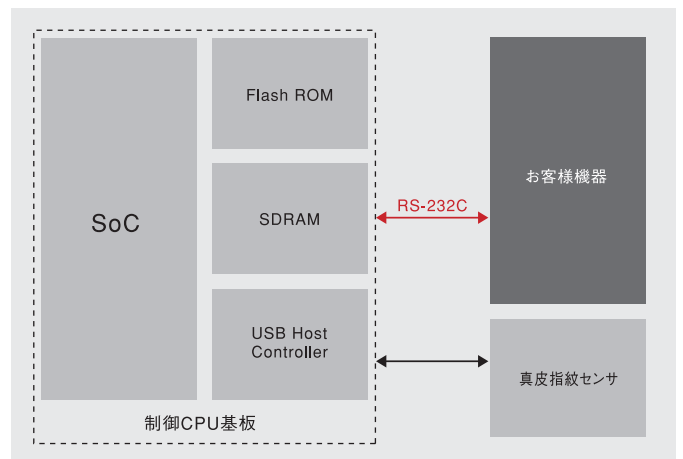 SoC
Flash ROM
SDRAM
USB Host
Controller
制御CPU基板
RS-232C
お客様機器
真皮指紋センサ